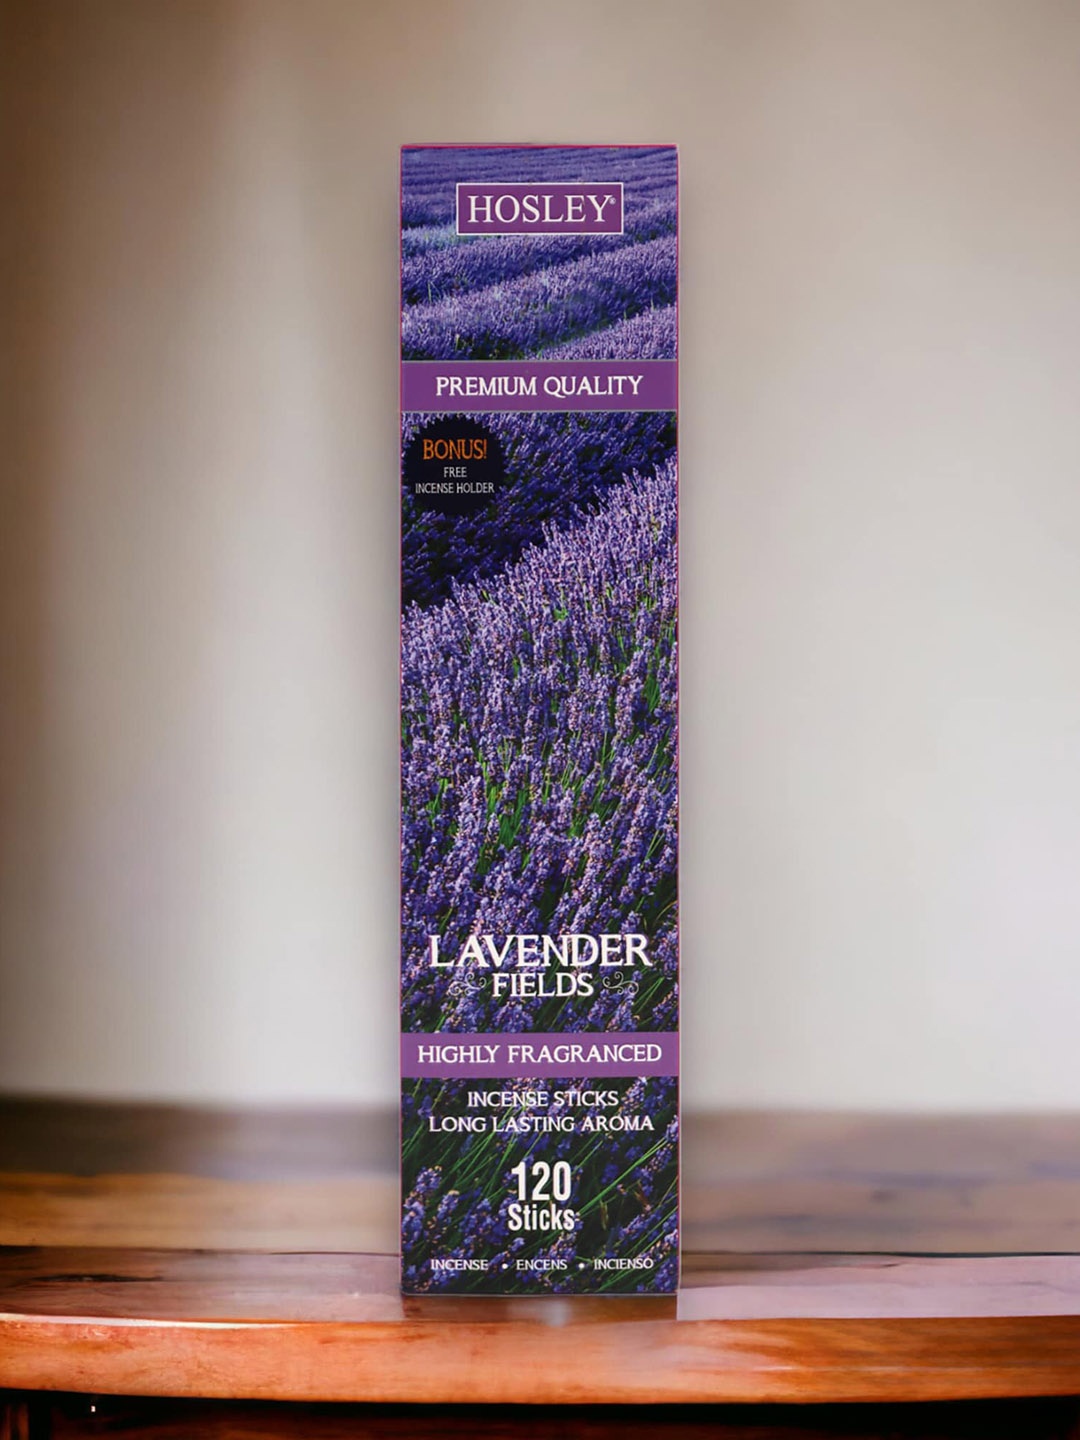 HOSLEY®
PREMIUM QUALITY
BONUS!
FREE
INCENSE HOLDER
LAVENDER
FIELDS
HIGHLY FRAGRANCED
INCENSE STICKS
LONG LASTING AROMA
120
Sticks
INCENSE • ENCENS • INCIENSO